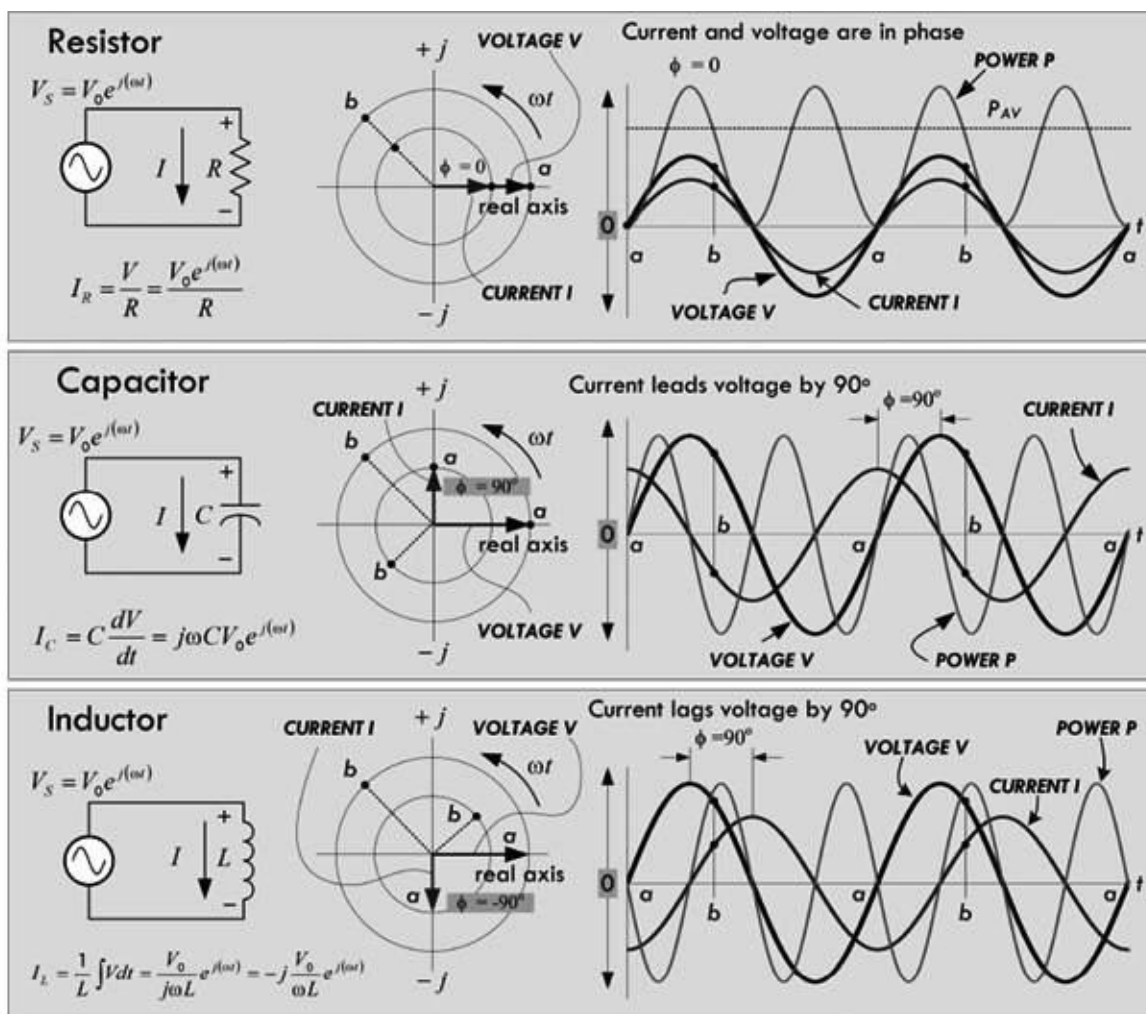 Resistor
V_S = V_0 e^{j(ωt)}
+
I
R
−
I_R = V/R = V_0 e^{j(ωt)}/R
+ j
VOLTAGE V
b
ωt
ϕ = 0
a
real axis
CURRENT I
− j
Current and voltage are in phase
ϕ = 0
POWER P
P_AV
0
t
a
b
a
b
a
VOLTAGE V
CURRENT I
Capacitor
V_S = V_0 e^{j(ωt)}
+
I
C
−
I_C = C dV/dt = jωCV_0 e^{j(ωt)}
+ j
CURRENT I
b
a
ωt
ϕ = 90°
a
real axis
b
VOLTAGE V
− j
Current leads voltage by 90°
ϕ =90°
CURRENT I
0
a
b
a
b
a
t
VOLTAGE V
POWER P
Inductor
V_S = V_0 e^{j(ωt)}
+
I
L
−
I_L = 1/L ∫Vdt = V_0/jωL e^{j(ωt)} = −j V_0/ωL e^{j(ωt)}
CURRENT I
+ j
VOLTAGE V
b
ωt
b
a
real axis
a
ϕ = -90°
− j
Current lags voltage by 90°
ϕ =90°
VOLTAGE V
POWER P
CURRENT I
0
a
b
a
b
a
t